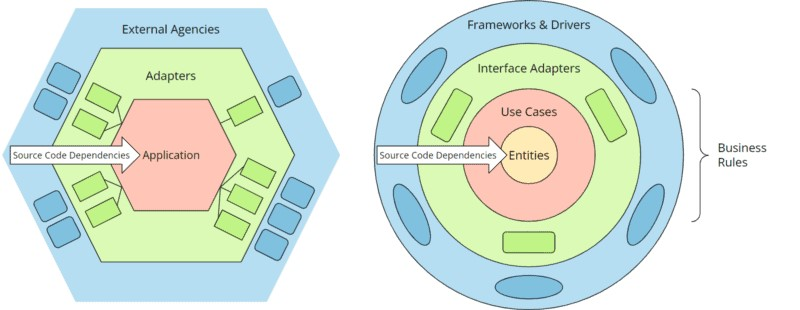 External Agencies
Adapters
Source Code Dependencies
Application
Frameworks & Drivers
Interface Adapters
Use Cases
Source Code Dependencies
Entities
Business
Rules